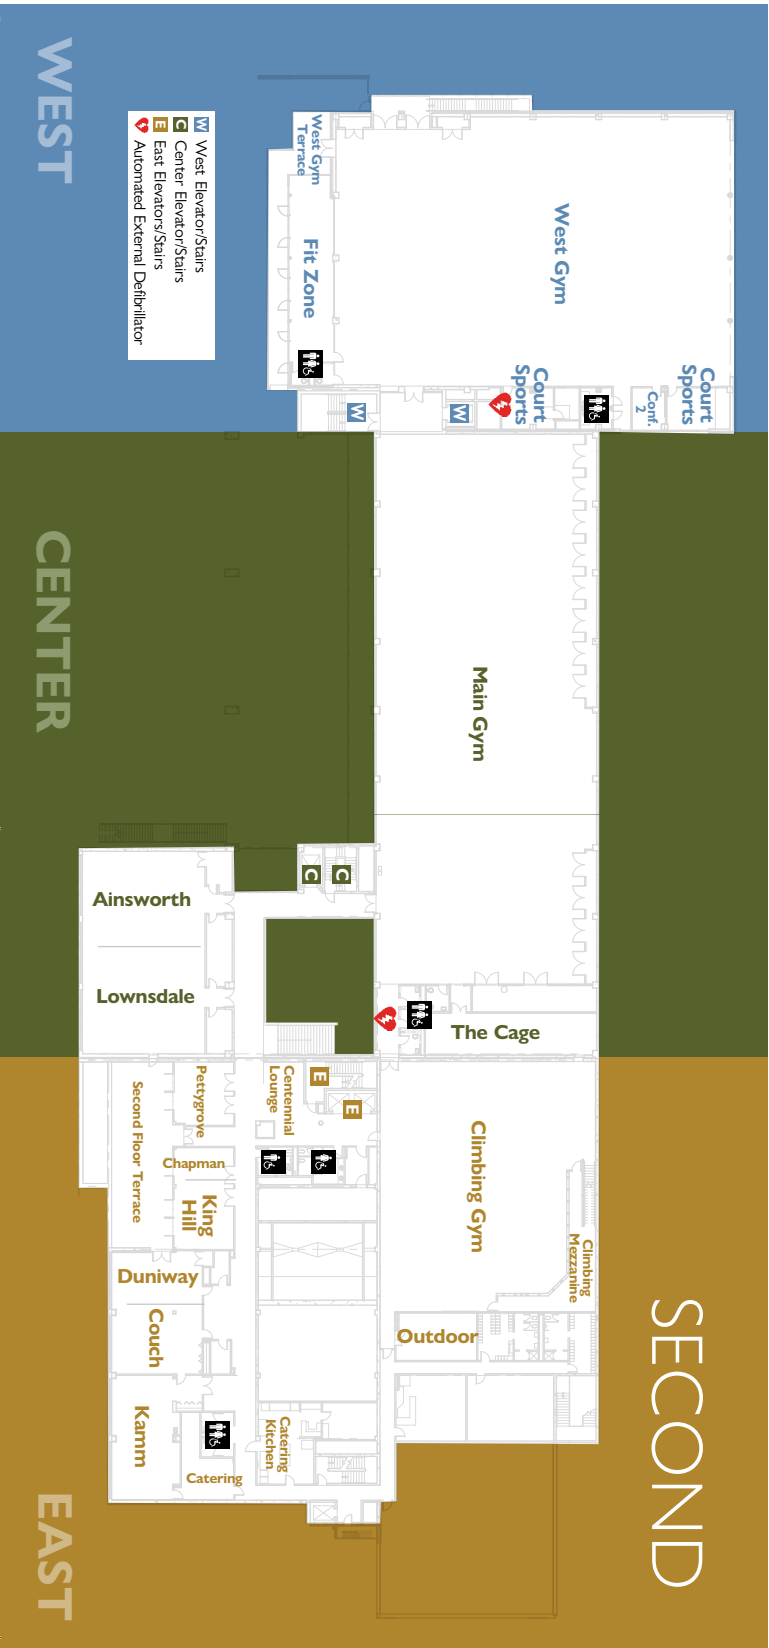 SECOND
WEST
W West Elevator/Stairs
C Center Elevator/Stairs
E East Elevators/Stairs
Automated External Defibrillator
West Gym
Terrace
Fit Zone
West Gym
Court
Sports
Conf.
2
Court
Sports
W
W
CENTER
Main Gym
C
C
Ainsworth
Lownsdale
The Cage
EAST
E
E
Centennial
Lounge
Pettygrove
Second Floor Terrace
Chapman
King
Hill
Climbing Gym
Climbing
Mezzanine
Duniway
Couch
Outdoor
Kamm
Catering
Kitchen
Catering